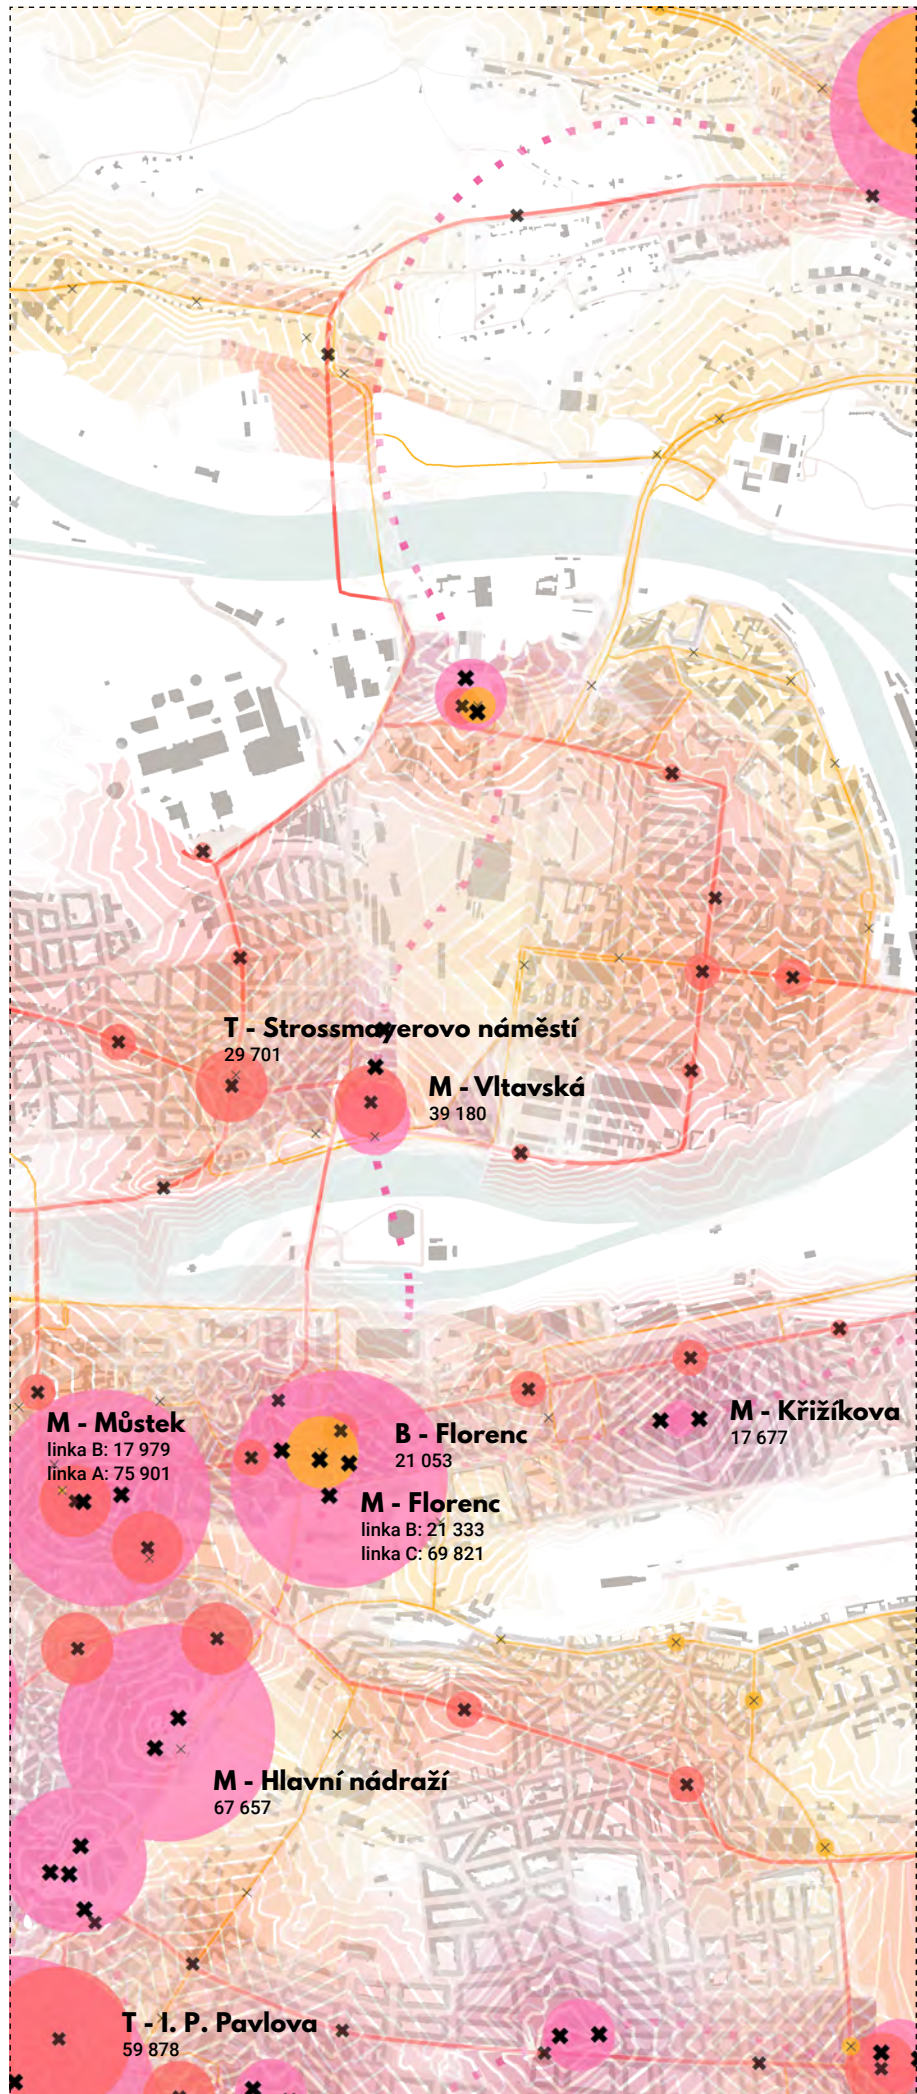 T - Strossmayerovo náměstí
29 701
M - Vltavská
39 180
M - Můstek
linka B: 17 979
linka A: 75 901
B - Florenc
21 053
M - Křižíkova
17 677
M - Florenc
linka B: 21 333
linka C: 69 821
M - Hlavní nádraží
67 657
T - I. P. Pavlova
59 878